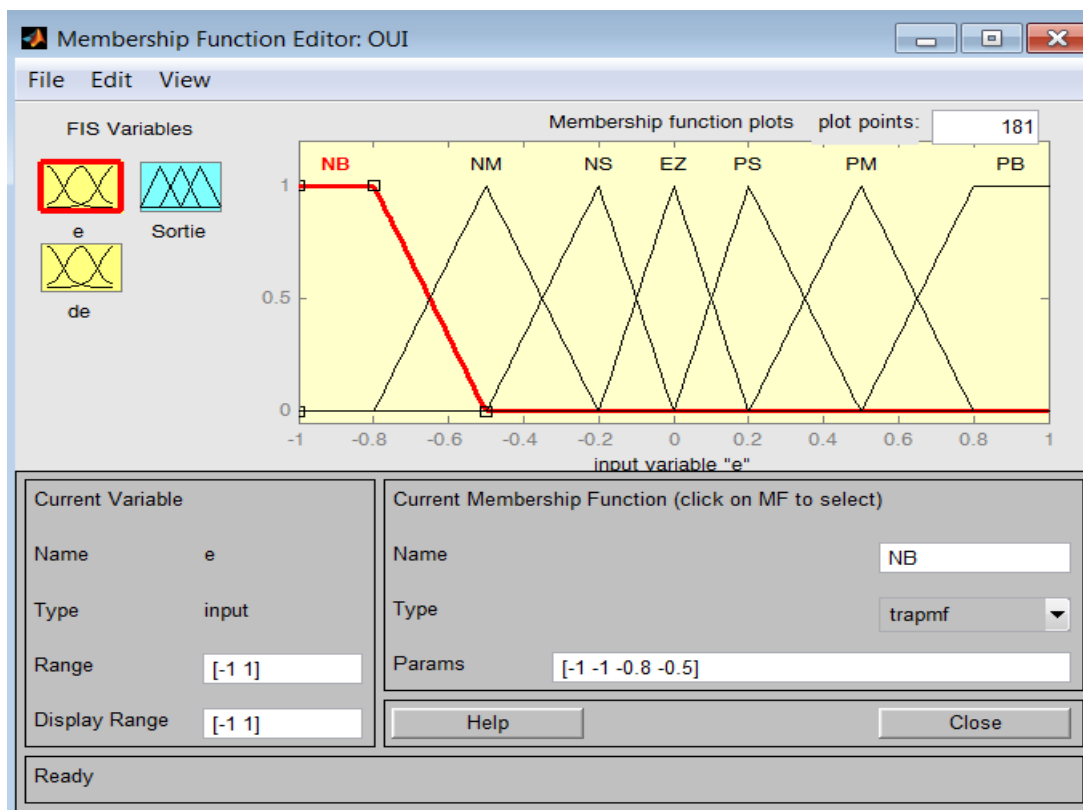 Membership Function Editor: OUI
File Edit View
FIS Variables
Membership function plots plot points: 181
e
Sortie
de
NB NM NS EZ PS PM PB
1
0.5
0
-1 -0.8 -0.6 -0.4 -0.2 0 0.2 0.4 0.6 0.8 1
input variable "e"
Current Variable
Name e
Type input
Range [-1 1]
Display Range [-1 1]
Current Membership Function (click on MF to select)
Name NB
Type trapmf
Params [-1 -1 -0.8 -0.5]
Help Close
Ready